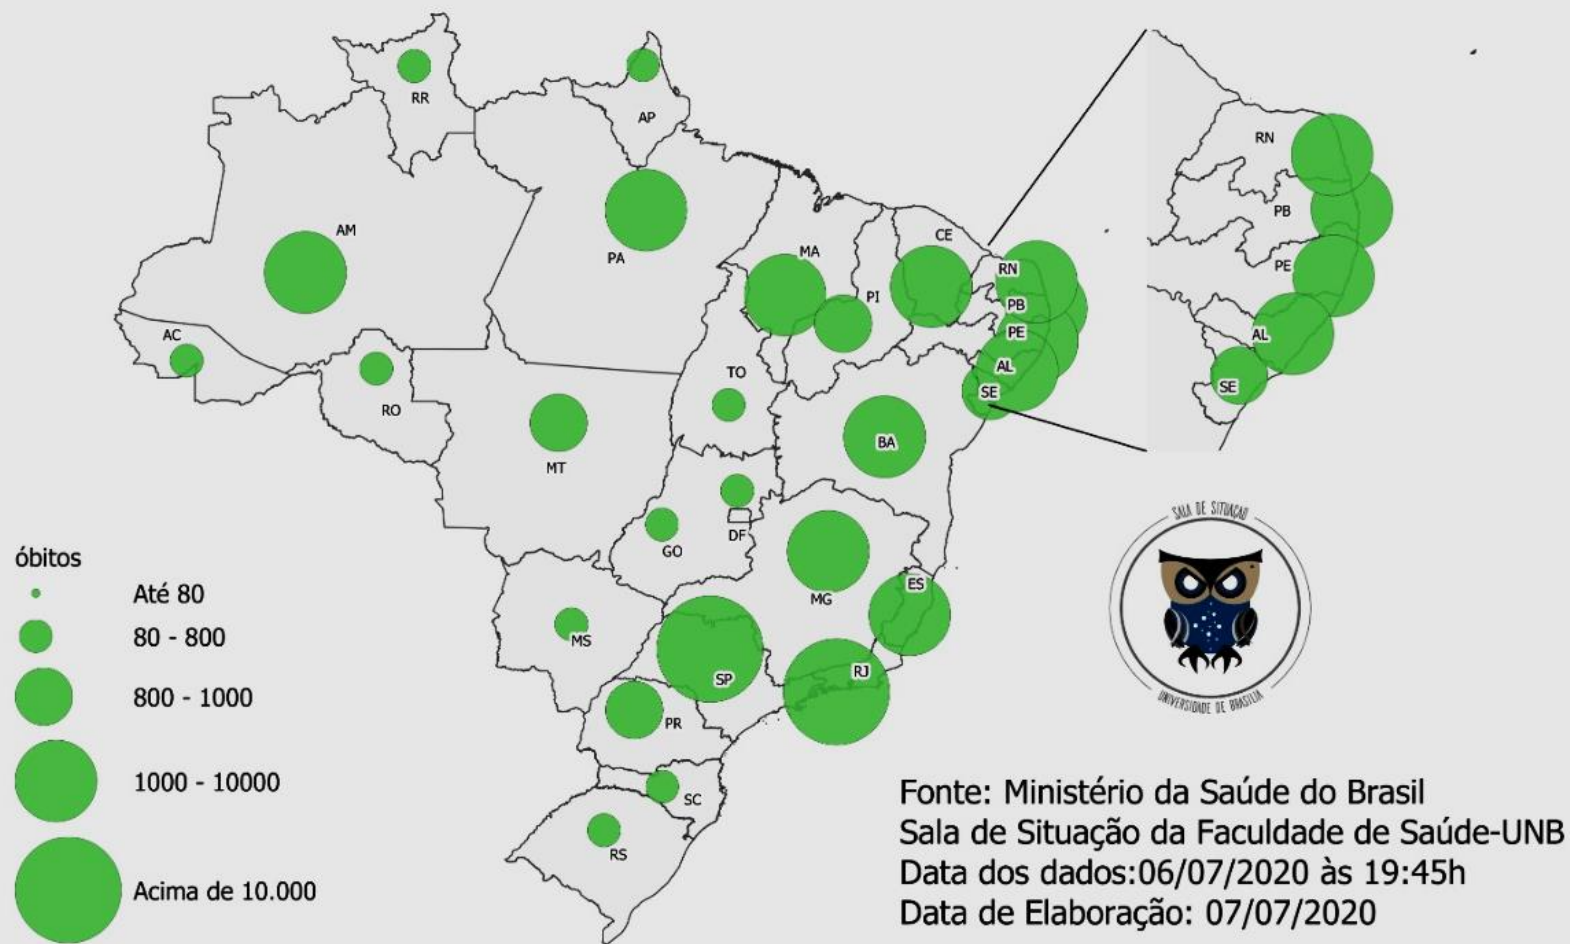 RR
AP
AM
PA
MA
CE
RN
PI
PB
PE
AC
AL
SE
TO
RO
BA
MT
DF
GO
ES
MG
MS
RJ
SP
PR
SC
RS
RN
PB
PE
AL
SE
óbitos
Até 80
80 - 800
800 - 1000
1000 - 10000
Acima de 10.000
SALA DE SITUAÇÃO
UNIVERSIDADE DE BRASÍLIA
Fonte: Ministério da Saúde do Brasil
Sala de Situação da Faculdade de Saúde-UNB
Data dos dados:06/07/2020 às 19:45h
Data de Elaboração: 07/07/2020